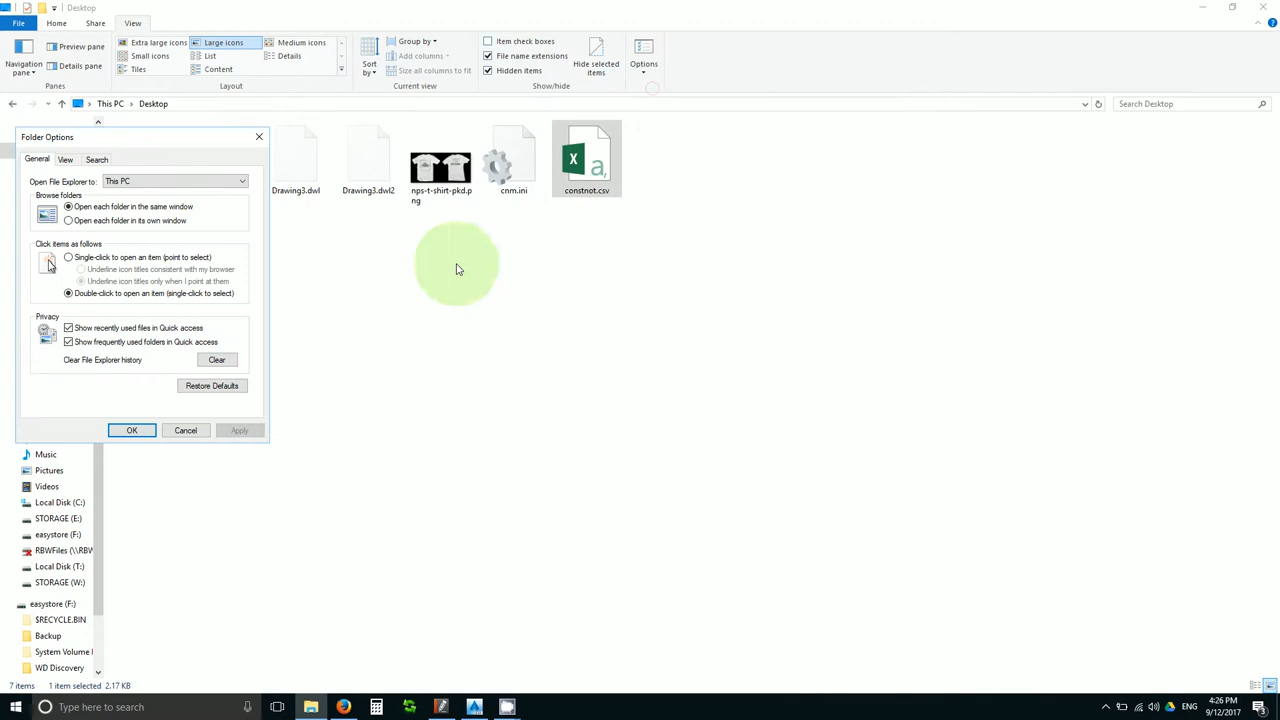 Desktop
File
Home
Share
View
Navigation pane
Preview pane
Details pane
Panes
Extra large icons
Large icons
Medium icons
Small icons
List
Details
Tiles
Content
Layout
Sort by
Group by
Add columns
Size all columns to fit
Current view
Item check boxes
File name extensions
Hidden items
Hide selected items
Show/hide
Options
This PC
Desktop
Search Desktop
Folder Options
General
View
Search
Open File Explorer to:
This PC
Browse folders
Open each folder in the same window
Open each folder in its own window
Click items as follows
Single-click to open an item (point to select)
Underline icon titles consistent with my browser
Underline icon titles only when I point at them
Double-click to open an item (single-click to select)
Privacy
Show recently used files in Quick access
Show frequently used folders in Quick access
Clear File Explorer history
Clear
Restore Defaults
OK
Cancel
Apply
Drawing3.dwl
Drawing3.dwl2
nps-t-shirt-pkd.p
ng
cnm.ini
X
a,
constnot.csv
Music
Pictures
Videos
Local Disk (C:)
STORAGE (E:)
easystore (F:)
RBWFiles (\\RBW
Local Disk (T:)
STORAGE (W:)
easystore (F:)
$RECYCLE.BIN
Backup
System Volume I
WD Discovery
7 items
1 item selected 2.17 KB
Type here to search
ENG
4:26 PM
9/12/2017